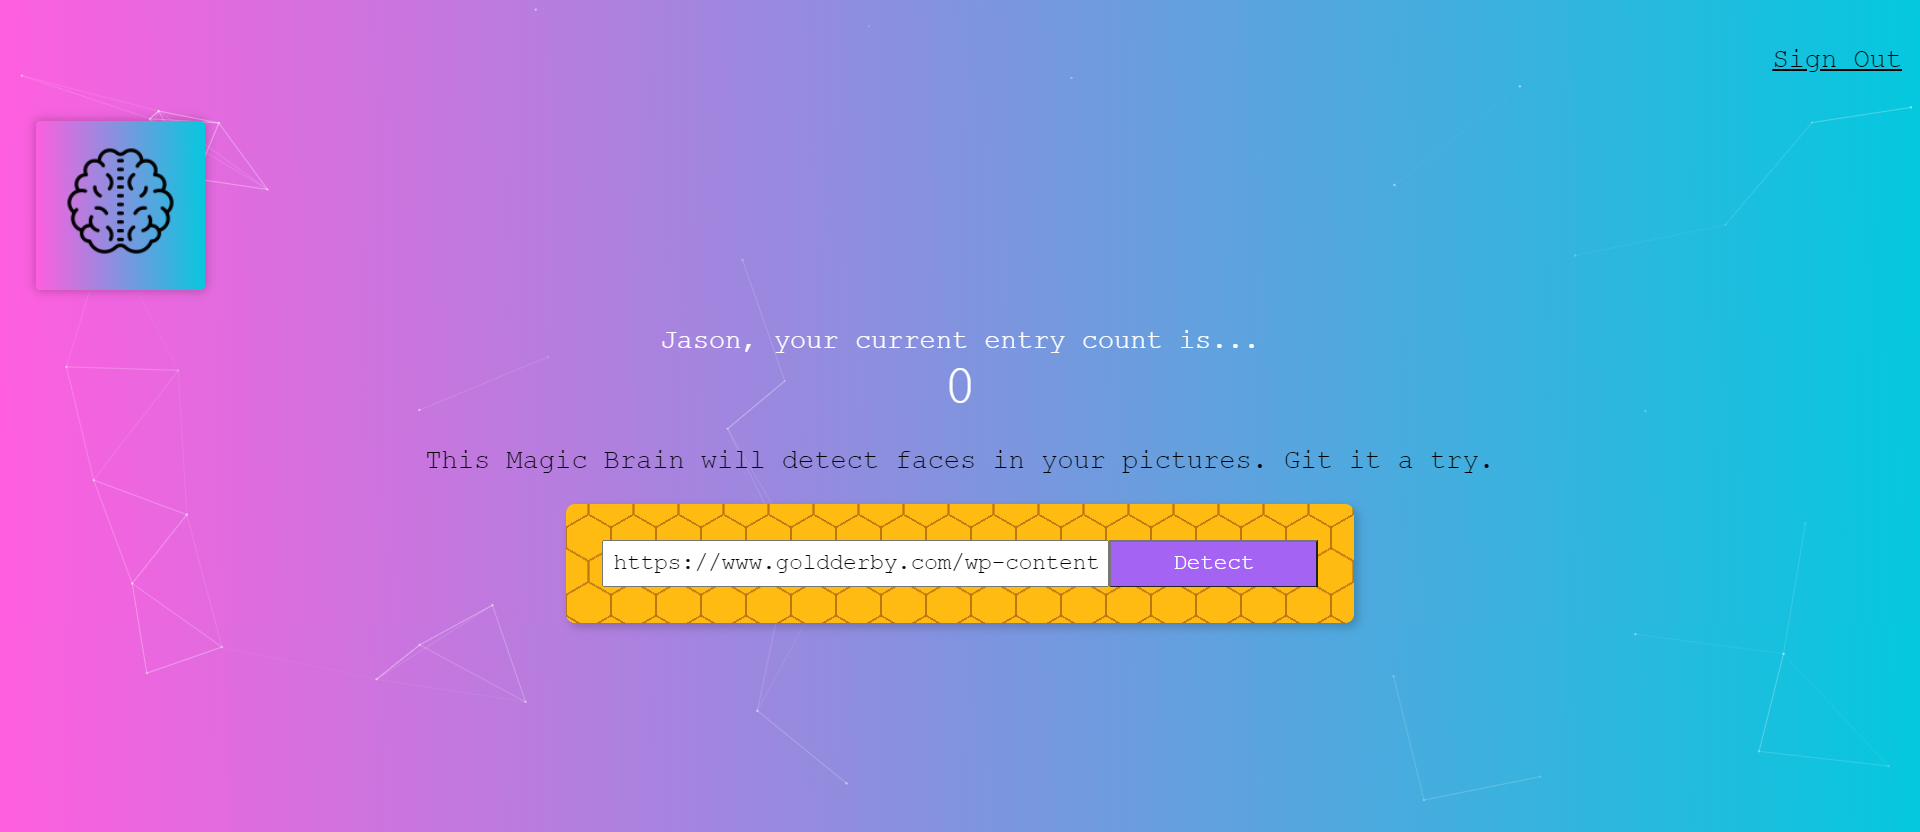 Sign Out
Jason, your current entry count is...
0
This Magic Brain will detect faces in your pictures. Git it a try.
https://www.goldderby.com/wp-content
Detect